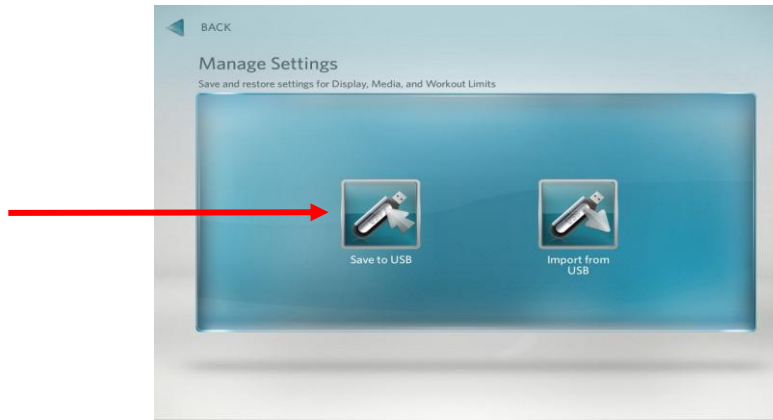 BACK
Manage Settings
Save and restore settings for Display, Media, and Workout Limits
Save to USB
Import from
USB